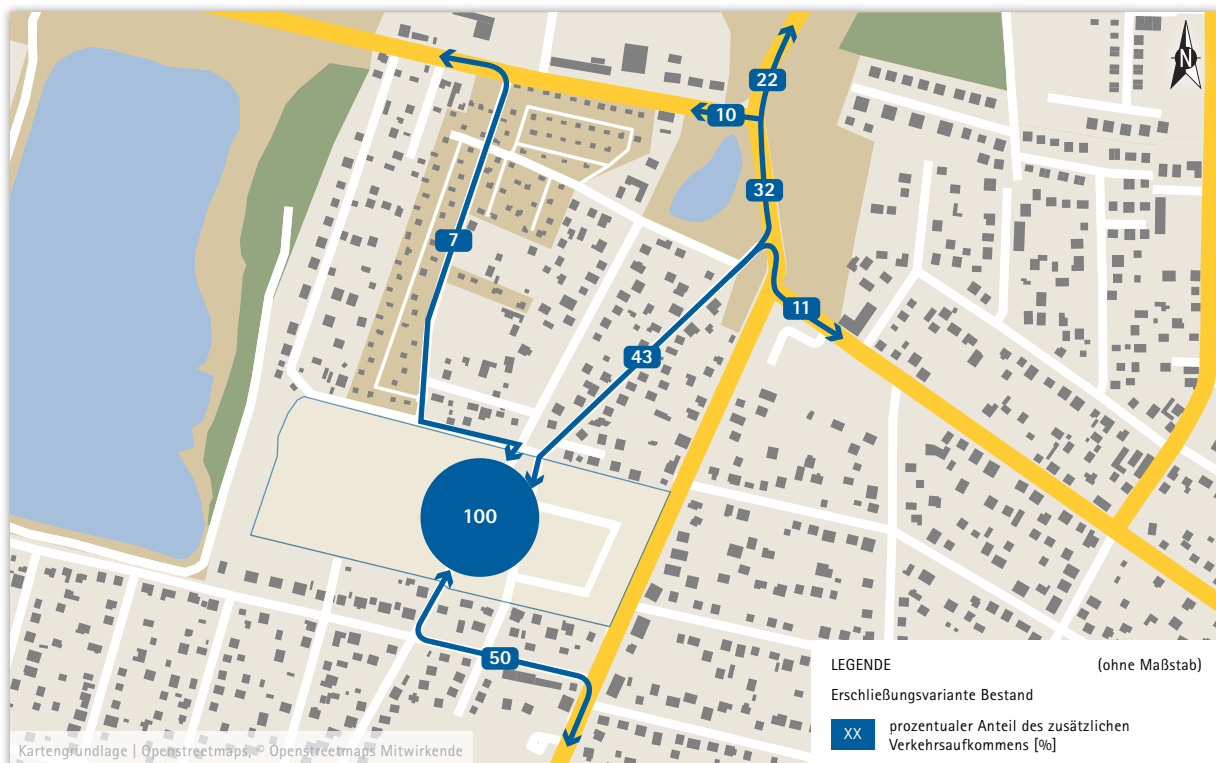 N
22
10
32
7
11
43
100
50
LEGENDE (ohne Maßstab)
Erschließungsvariante Bestand
XX prozentualer Anteil des zusätzlichen
Verkehrsaufkommens [%]
Kartengrundlage | Openstreetmaps, © Openstreetmaps Mitwirkende